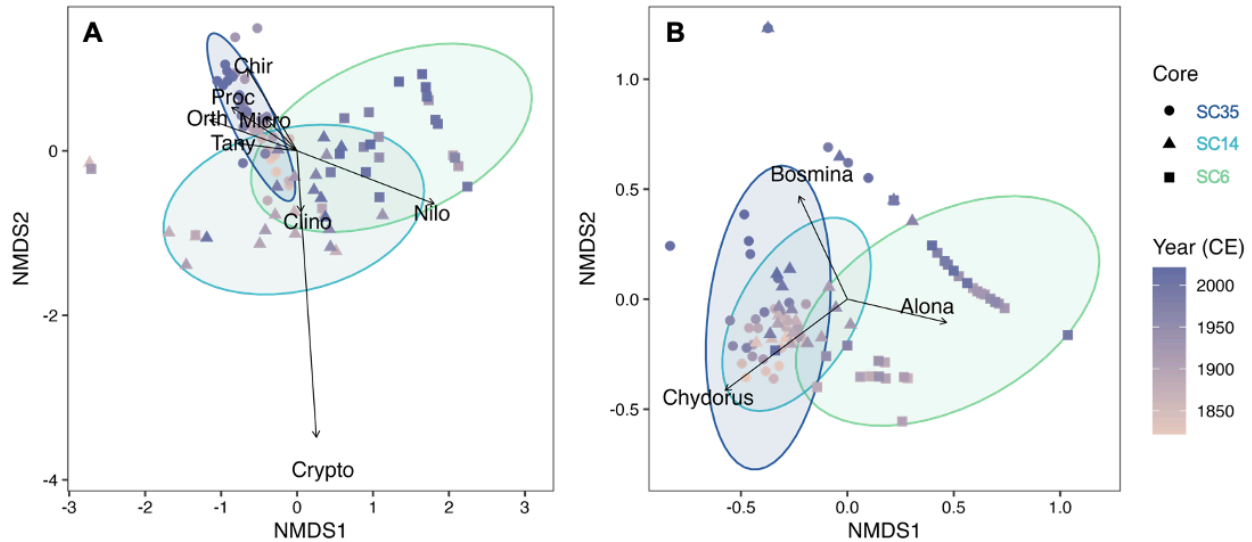 A
Chir
Proc
Orth
Micro
Tany
Clino
Nilo
Crypto
0
-2
-4
NMDS2
-3
-2
-1
0
1
2
3
NMDS1
B
Bosmina
Alona
Chydorus
1.0
0.5
0.0
-0.5
NMDS2
-0.5
0.0
0.5
1.0
NMDS1
Core
SC35
SC14
SC6
Year (CE)
2000
1950
1900
1850